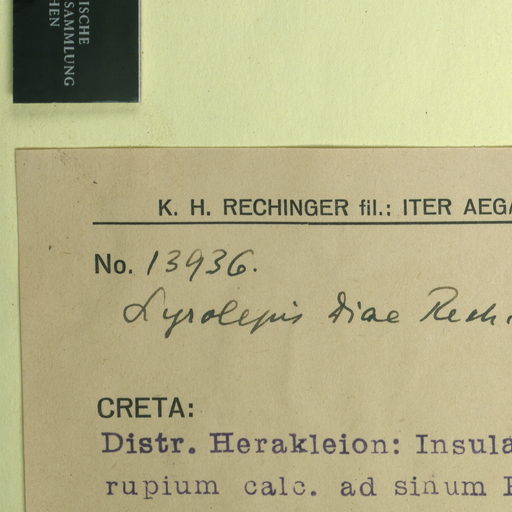 ISCHE
SAMMLUNG
HEN
K. H. RECHINGER fil.: ITER AEGA
No. 13936.
Lyrolepis Diae Rech.
CRETA:
Distr. Herakleion: Insula
rupium calc. ad sinum